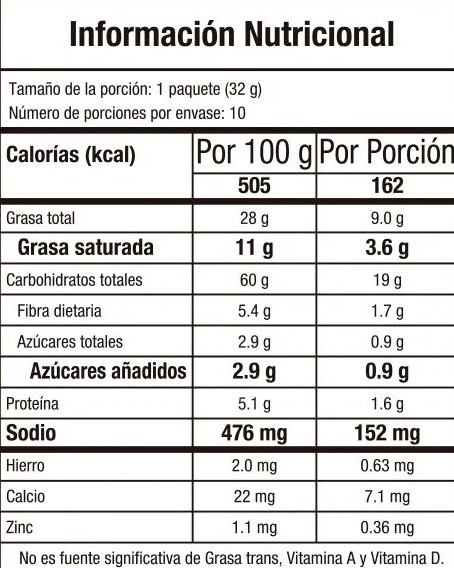 Información Nutricional
Tamaño de la porción: 1 paquete (32 g)
Número de porciones por envase: 10
Calorías (kcal) Por 100 g Por Porción
505 162
Grasa total 28 g 9.0 g
Grasa saturada 11 g 3.6 g
Carbohidratos totales 60 g 19 g
Fibra dietaria 5.4 g 1.7 g
Azúcares totales 2.9 g 0.9 g
Azúcares añadidos 2.9 g 0.9 g
Proteína 5.1 g 1.6 g
Sodio 476 mg 152 mg
Hierro 2.0 mg 0.63 mg
Calcio 22 mg 7.1 mg
Zinc 1.1 mg 0.36 mg
No es fuente significativa de Grasa trans, Vitamina A y Vitamina D.